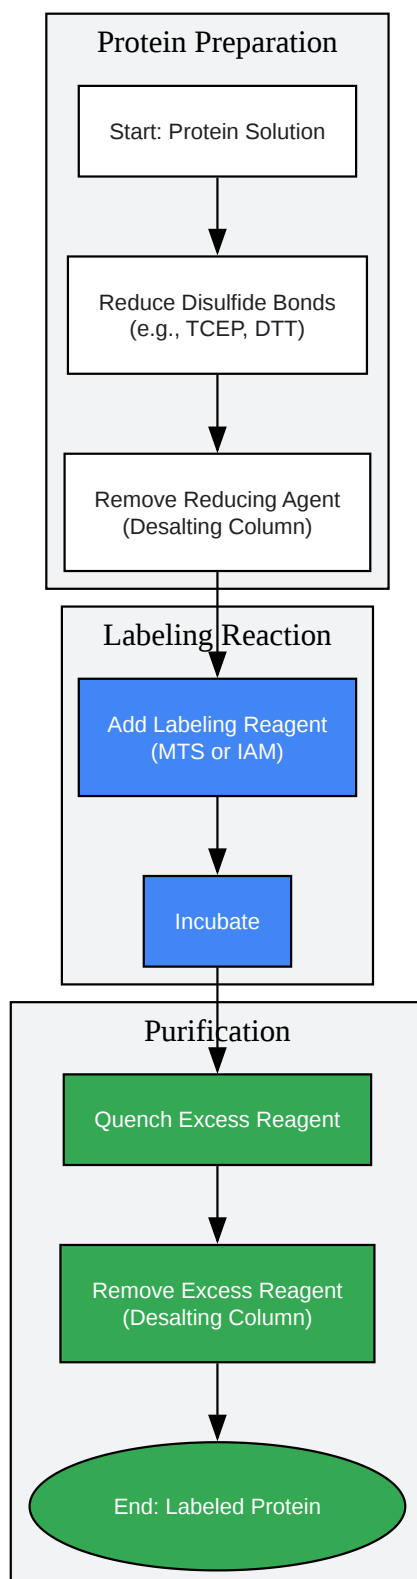 Protein Preparation
Start: Protein Solution
Reduce Disulfide Bonds
(e.g., TCEP, DTT)
Remove Reducing Agent
(Desalting Column)
Labeling Reaction
Add Labeling Reagent
(MTS or IAM)
Incubate
Purification
Quench Excess Reagent
Remove Excess Reagent
(Desalting Column)
End: Labeled Protein